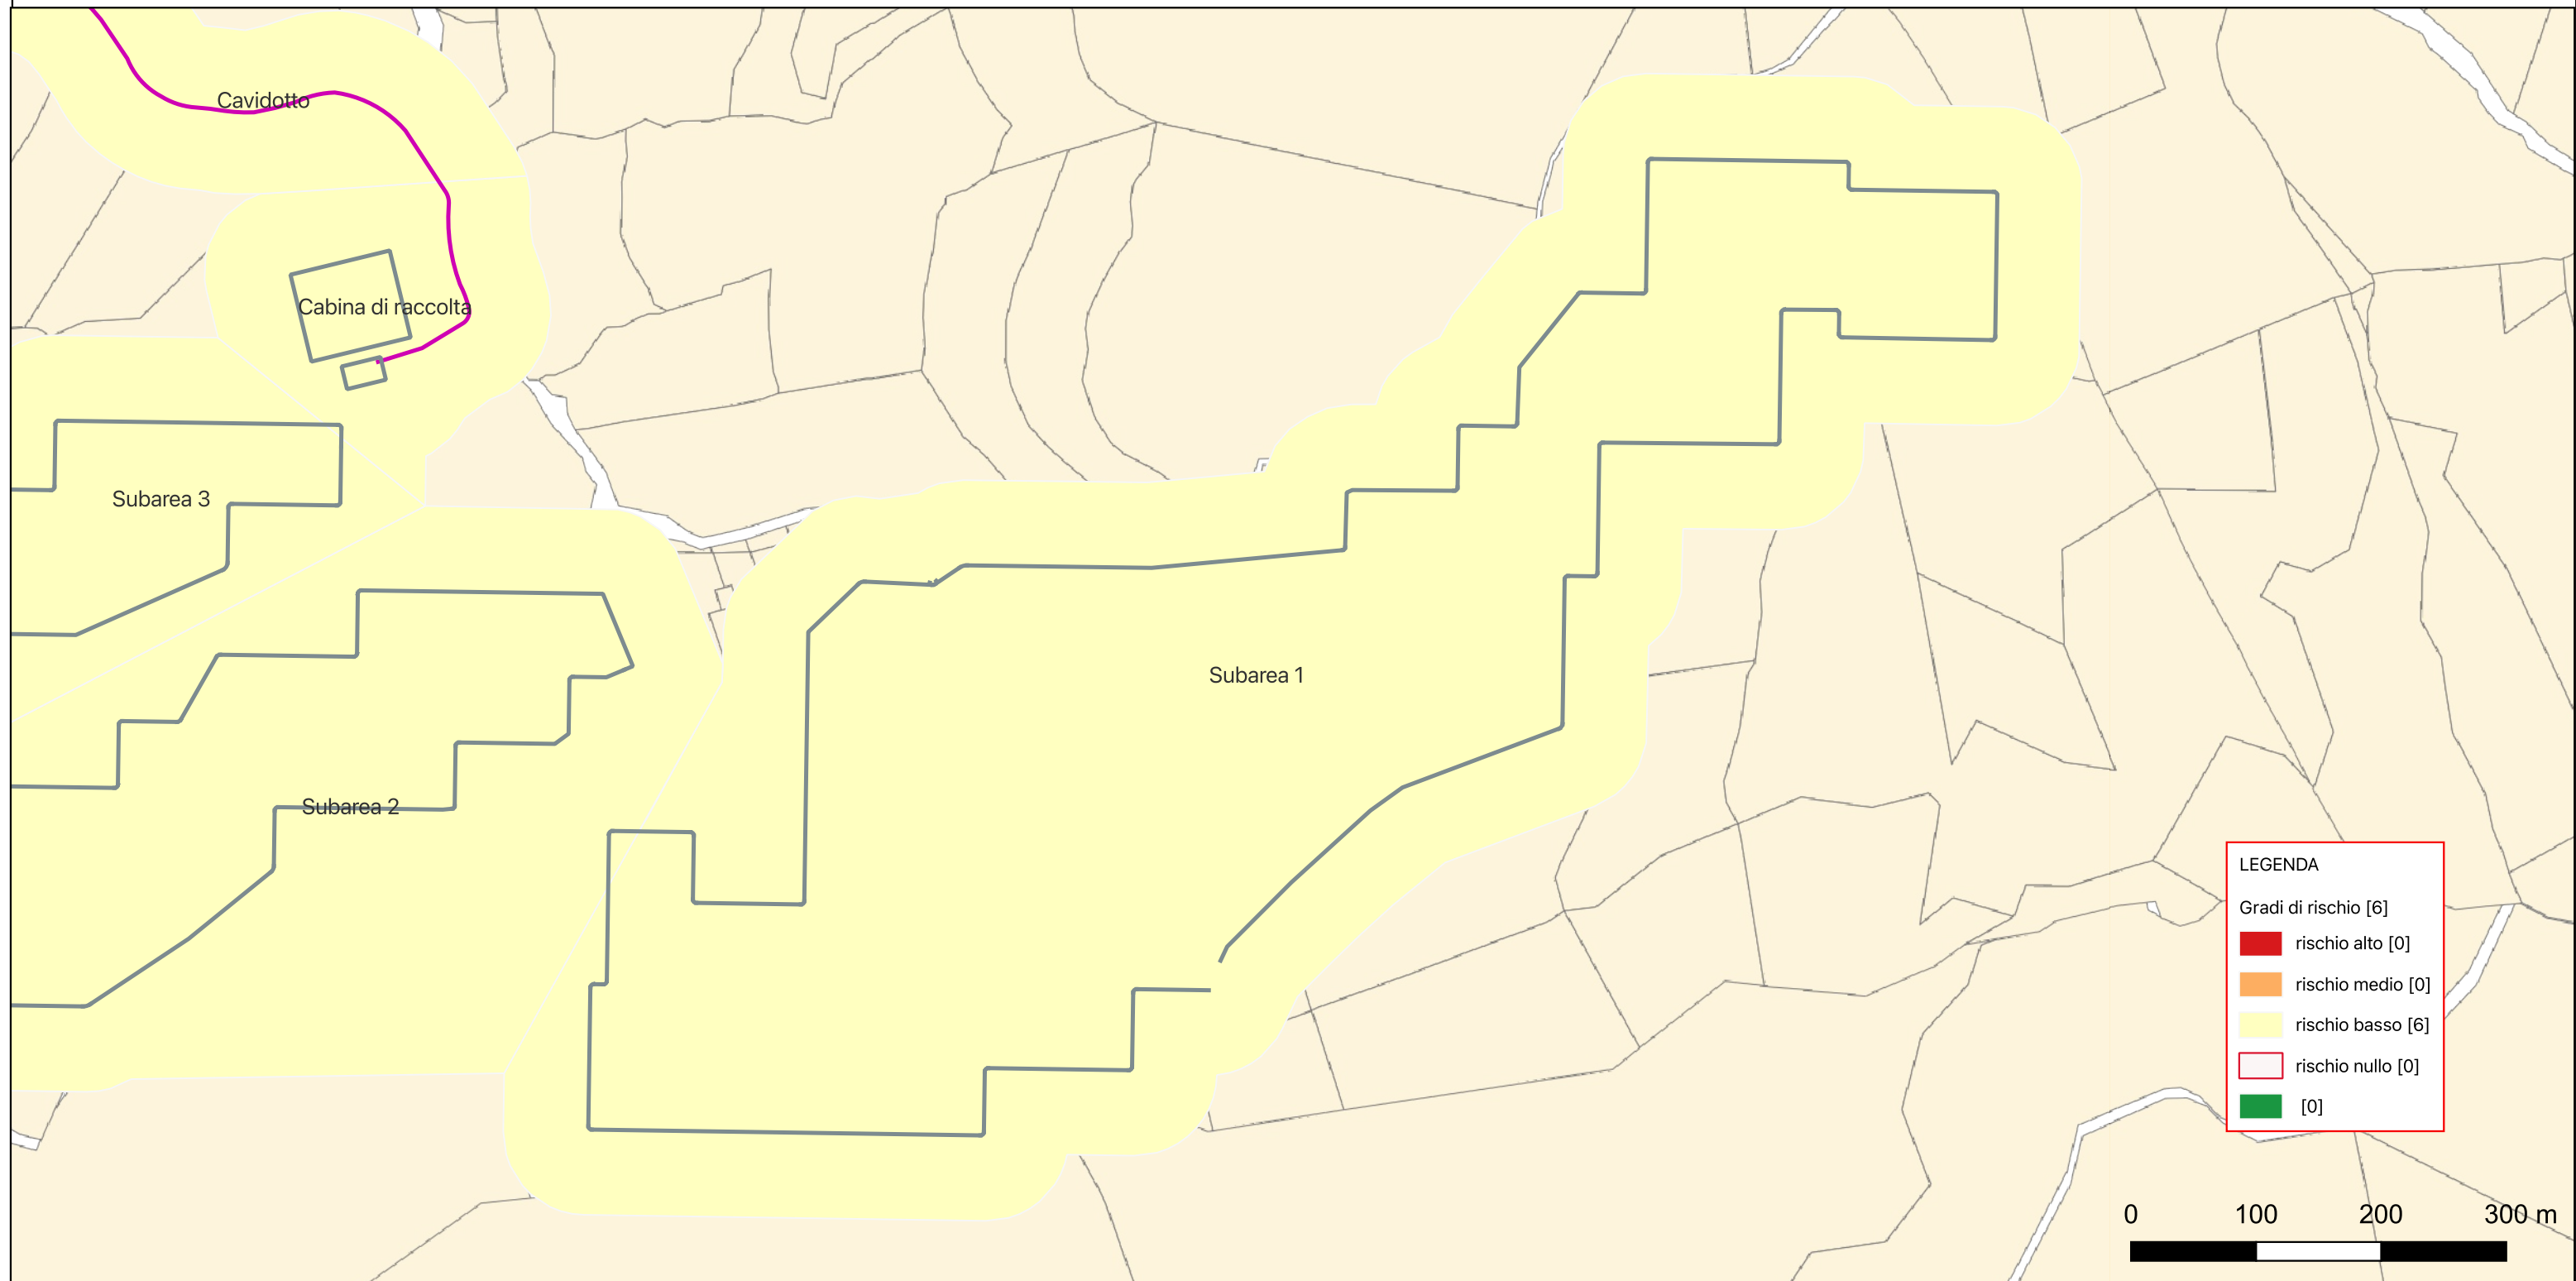 Cavidotto
Cabina di raccolta
Subarea 3
Subarea 1
Subarea 2
LEGENDA
Gradi di rischio [6]
rischio alto [0]
rischio medio [0]
rischio basso [6]
rischio nullo [0]
[0]
0 100 200 300 m